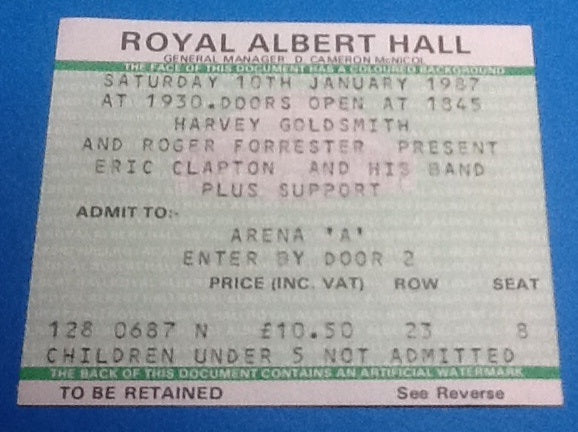 ROYAL ALBERT HALL
GENERAL MANAGER D. CAMERON McNICOL
THE FACE OF THIS DOCUMENT HAS A COLOURED BACKGROUND
SATURDAY 10TH JANUARY 1987
AT 1930.DOORS OPEN AT 1845
HARVEY GOLDSMITH
AND ROGER FORRESTER PRESENT
ERIC CLAPTON AND HIS BAND
PLUS SUPPORT
ADMIT TO:-
ARENA 'A'
ENTER BY DOOR 2
PRICE (INC. VAT) ROW SEAT
128 0687 N £10.50 23 8
CHILDREN UNDER 5 NOT ADMITTED
THE BACK OF THIS DOCUMENT CONTAINS AN ARTIFICIAL WATERMARK
TO BE RETAINED See Reverse